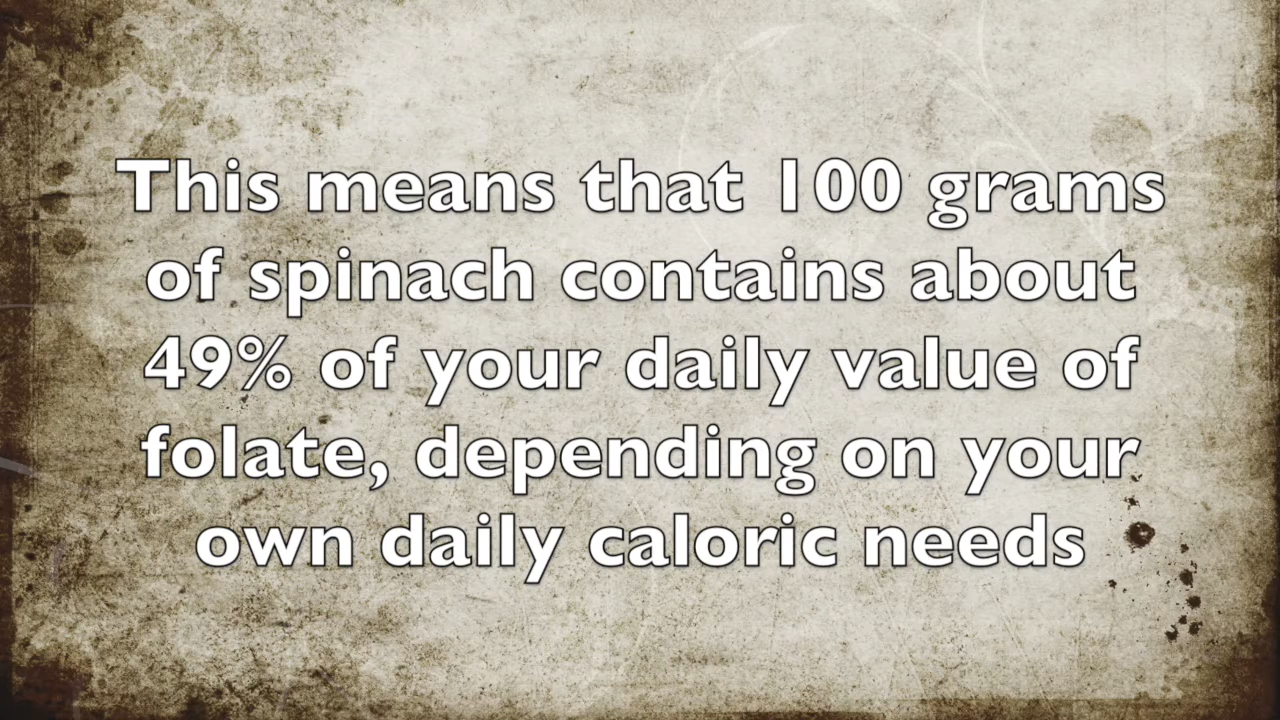 This means that 100 grams
of spinach contains about
49% of your daily value of
folate, depending on your
own daily caloric needs